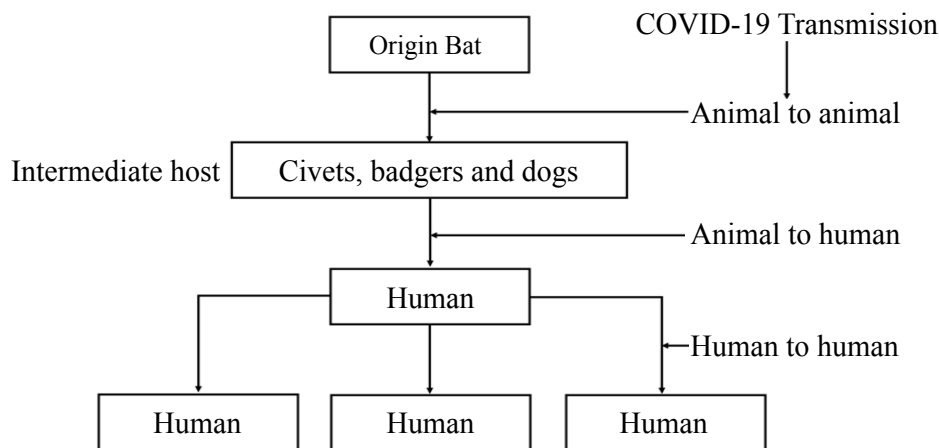 COVID-19 Transmission
Origin Bat
Animal to animal
Intermediate host
Civets, badgers and dogs
Animal to human
Human
Human to human
Human
Human
Human